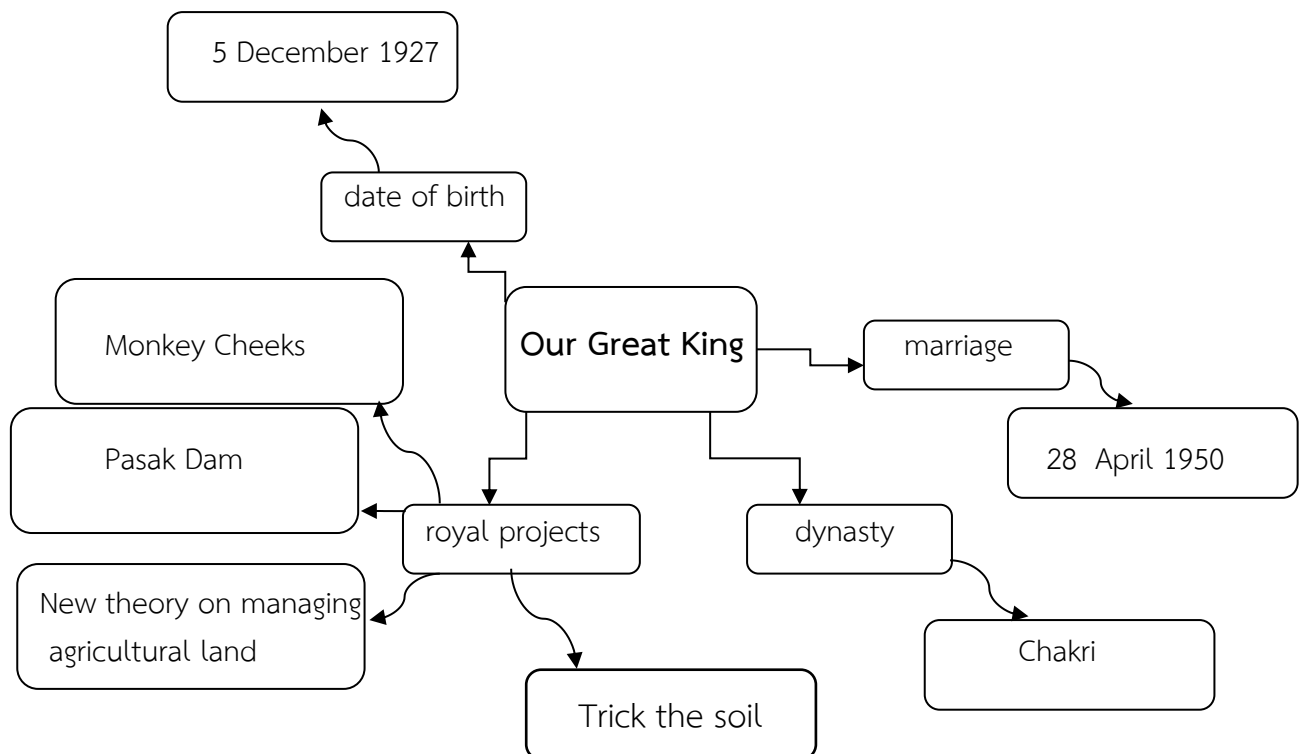 5 December 1927
date of birth
Our Great King
marriage
28 April 1950
Monkey Cheeks
Pasak Dam
royal projects
New theory on managing
agricultural land
Trick the soil
dynasty
Chakri